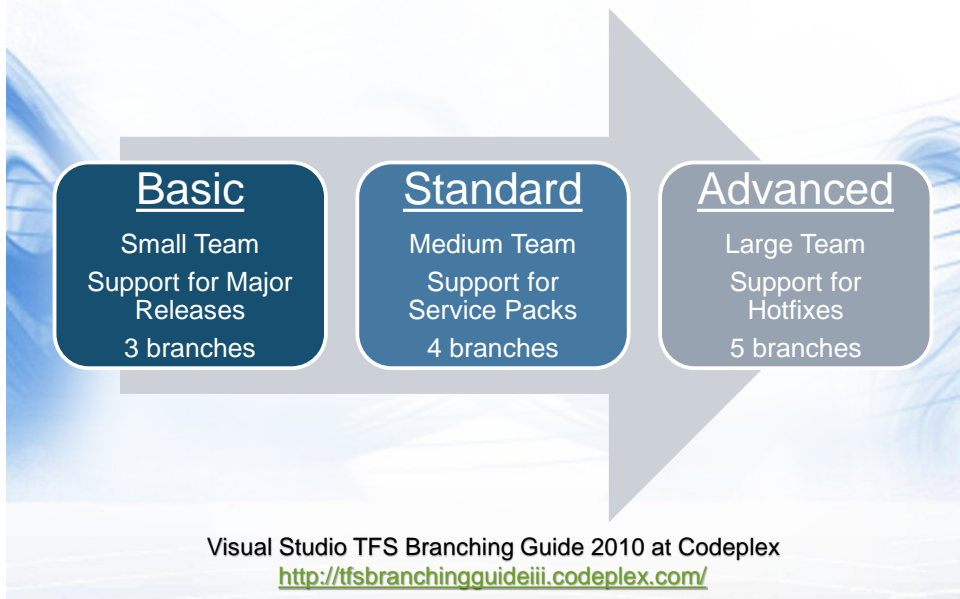 Basic
Small Team
Support for Major
Releases
3 branches
Standard
Medium Team
Support for
Service Packs
4 branches
Advanced
Large Team
Support for
Hotfixes
5 branches
Visual Studio TFS Branching Guide 2010 at Codeplex
http://tfsbranchingguideiii.codeplex.com/